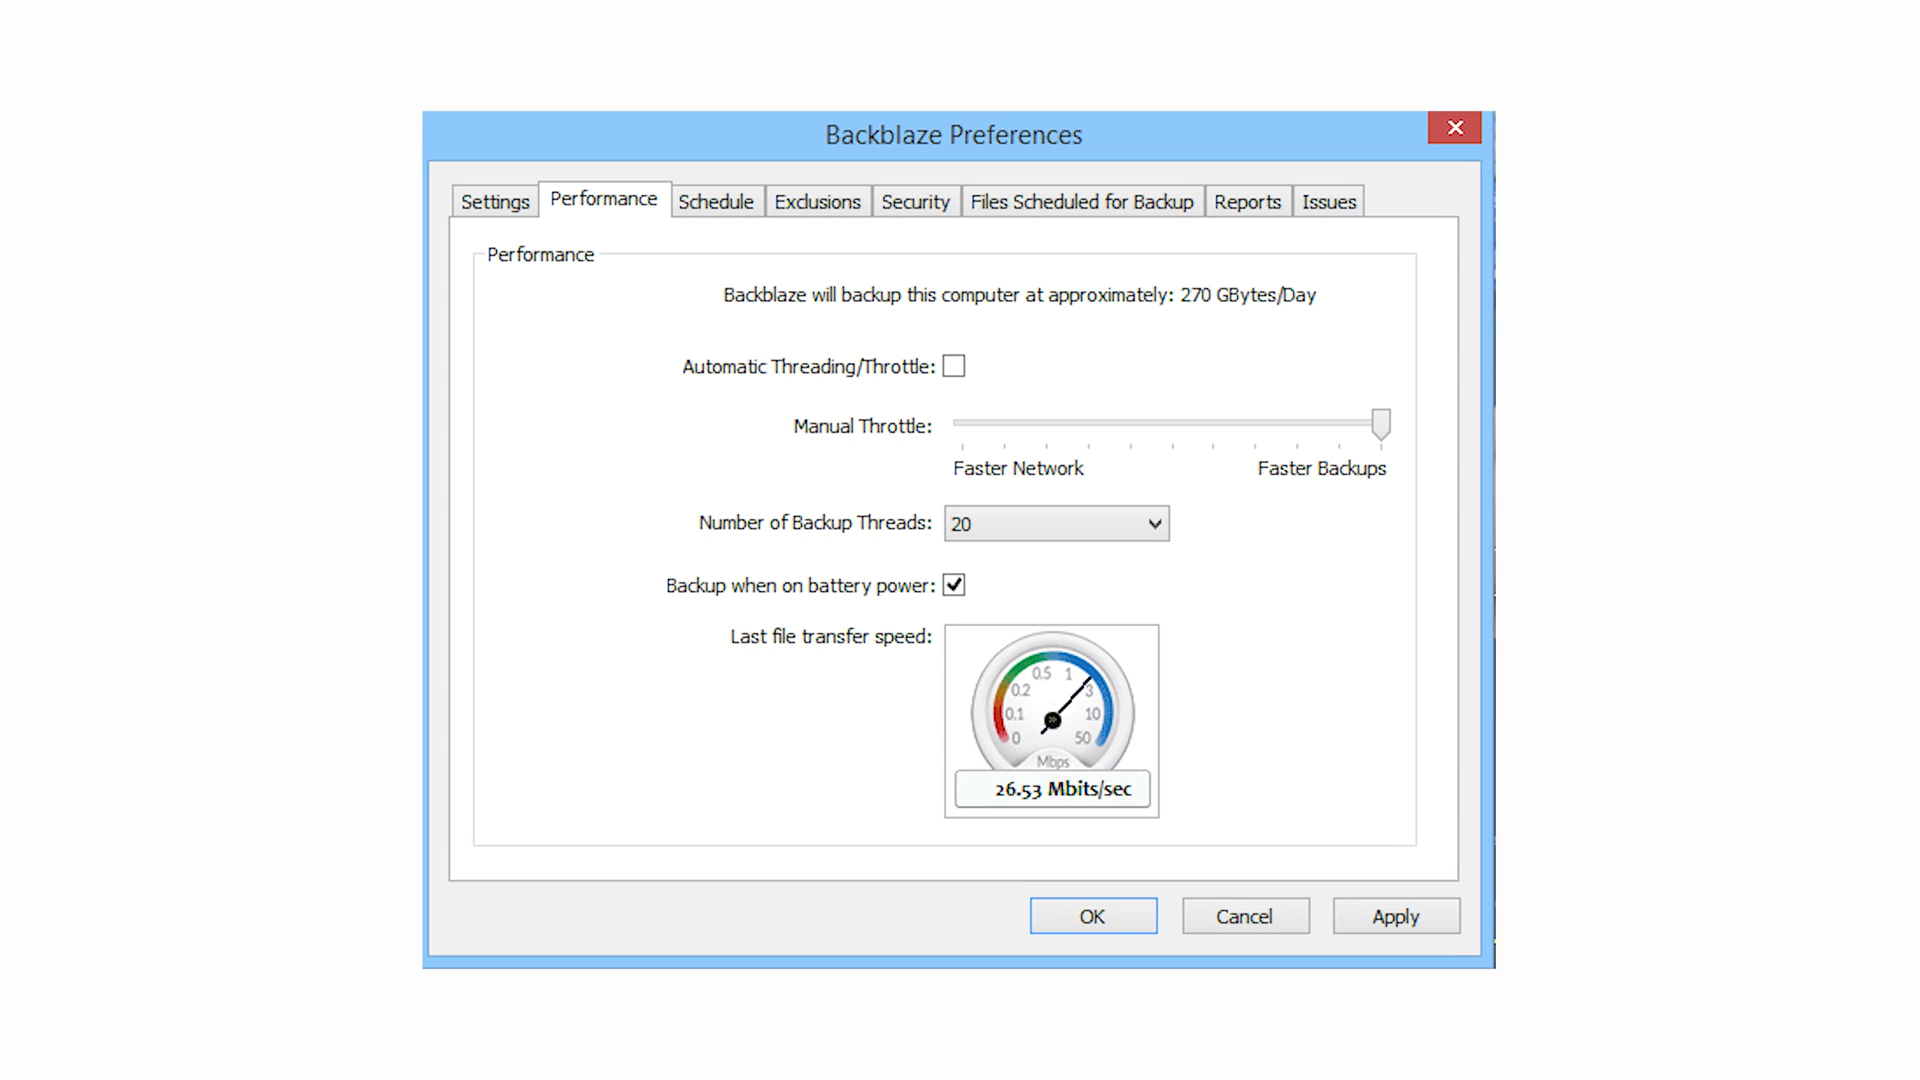 Backblaze Preferences
Settings Performance Schedule Exclusions Security Files Scheduled for Backup Reports Issues
Performance
Backblaze will backup this computer at approximately: 270 GBytes/Day
Automatic Threading/Throttle:
Manual Throttle:
Faster Network Faster Backups
Number of Backup Threads: 20
Backup when on battery power:
Last file transfer speed:
0.5 1
0.2 3
0.1 10
0 50
Mbps
26.53 Mbits/sec
OK Cancel Apply